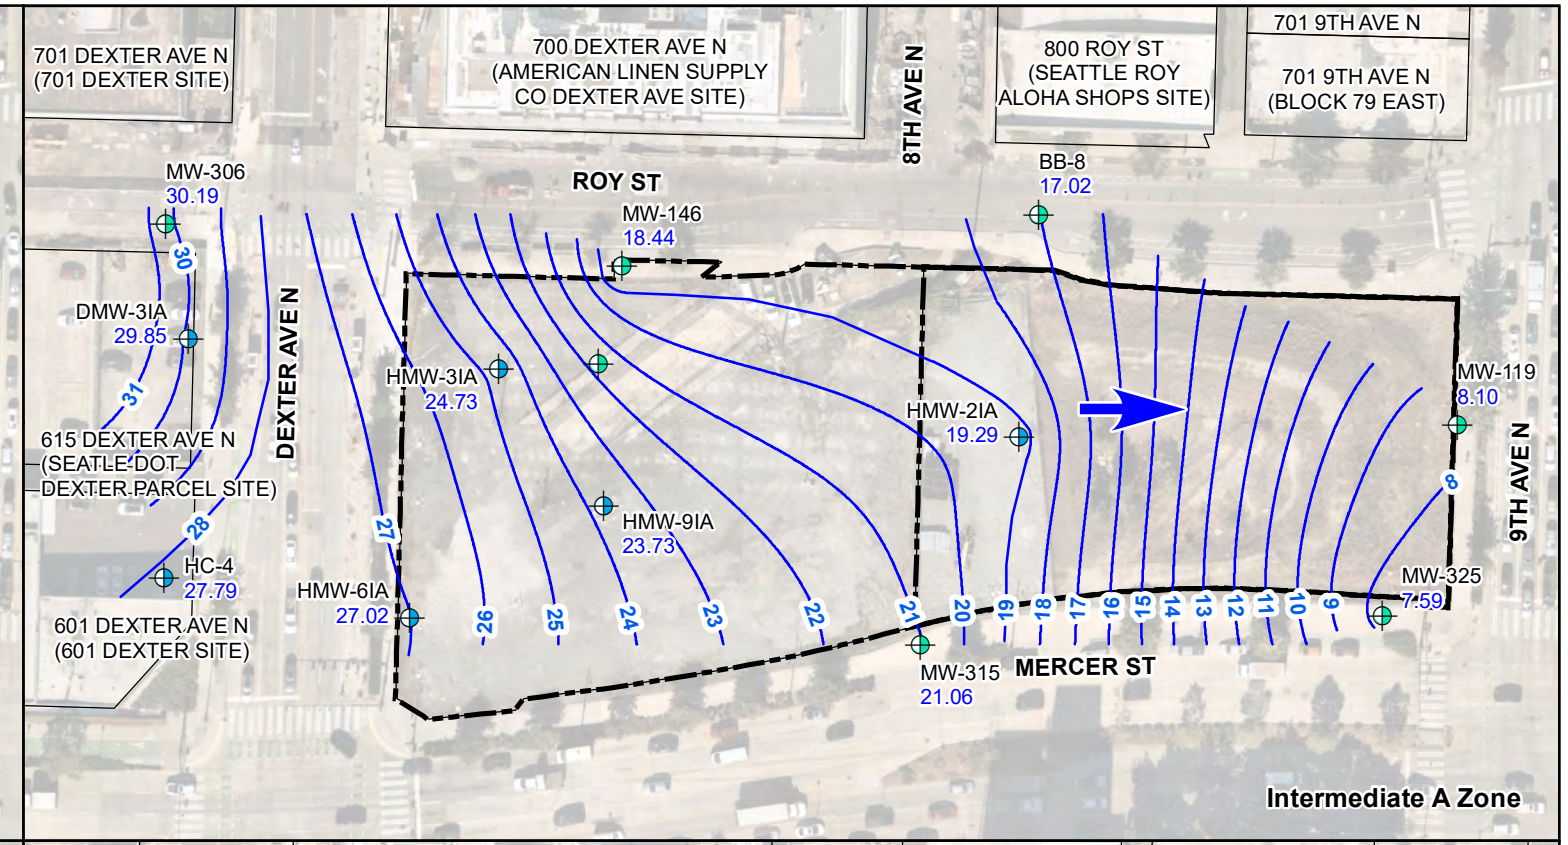 701 DEXTER AVE N
(701 DEXTER SITE)
700 DEXTER AVE N
(AMERICAN LINEN SUPPLY
CO DEXTER AVE SITE)
8TH AVE N
800 ROY ST
(SEATTLE ROY
ALOHA SHOPS SITE)
701 9TH AVE N
701 9TH AVE N
(BLOCK 79 EAST)
MW-306
30.19
ROY ST
MW-146
18.44
BB-8
17.02
30
DMW-3IA
29.85
DEXTER AVE N
31
HMW-3IA
24.73
HMW-2IA
19.29
MW-119
8.10
615 DEXTER AVE N
(SEATLE DOT
DEXTER PARCEL SITE)
28
27
HMW-9IA
23.73
8
9TH AVE N
HC-4
27.79
HMW-6IA
27.02
MW-325
7.59
601 DEXTER AVE N
(601 DEXTER SITE)
26
25
24
23
22
21
20
19
18
17
16
15
14
13
12
11
10
9
MW-315
21.06
MERCER ST
Intermediate A Zone